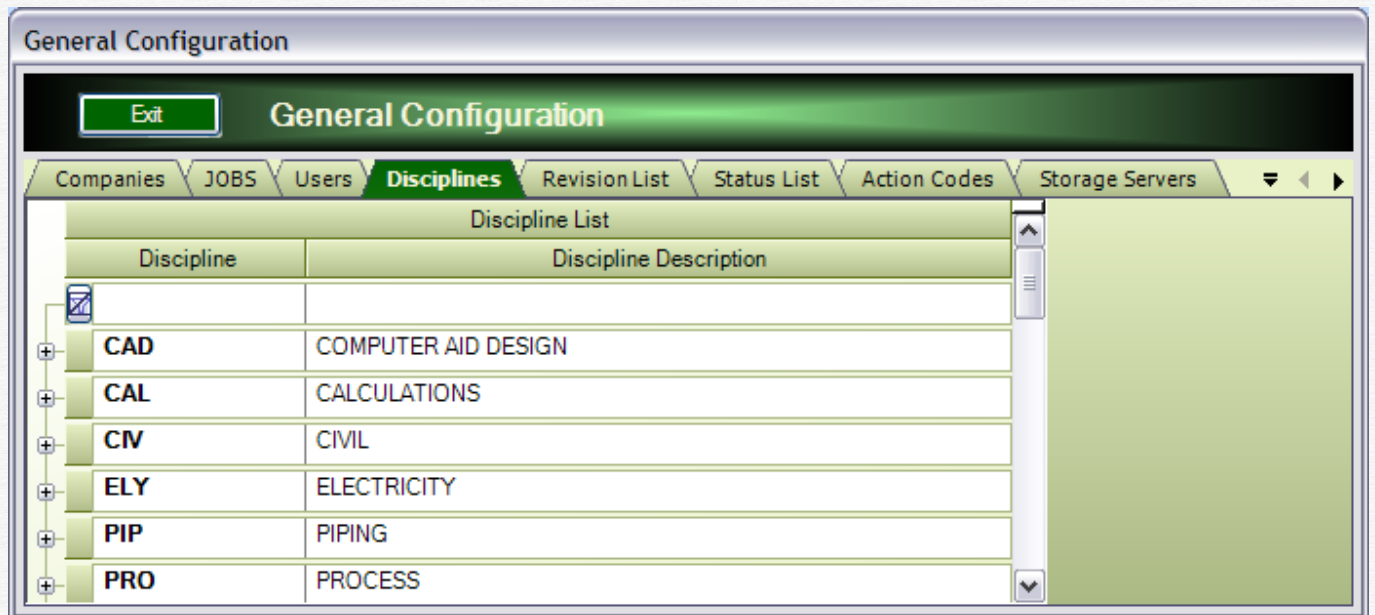 General Configuration
Exit General Configuration
Companies JOBS Users Disciplines Revision List Status List Action Codes Storage Servers
Discipline List
Discipline Discipline Description
CAD COMPUTER AID DESIGN
CAL CALCULATIONS
CIV CIVIL
ELY ELECTRICITY
PIP PIPING
PRO PROCESS